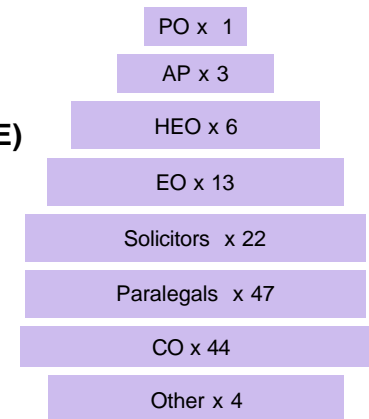 PO x 1
AP x 3
HEO x 6
E)
EO x 13
Solicitors x 22
Paralegals x 47
CO x 44
Other x 4